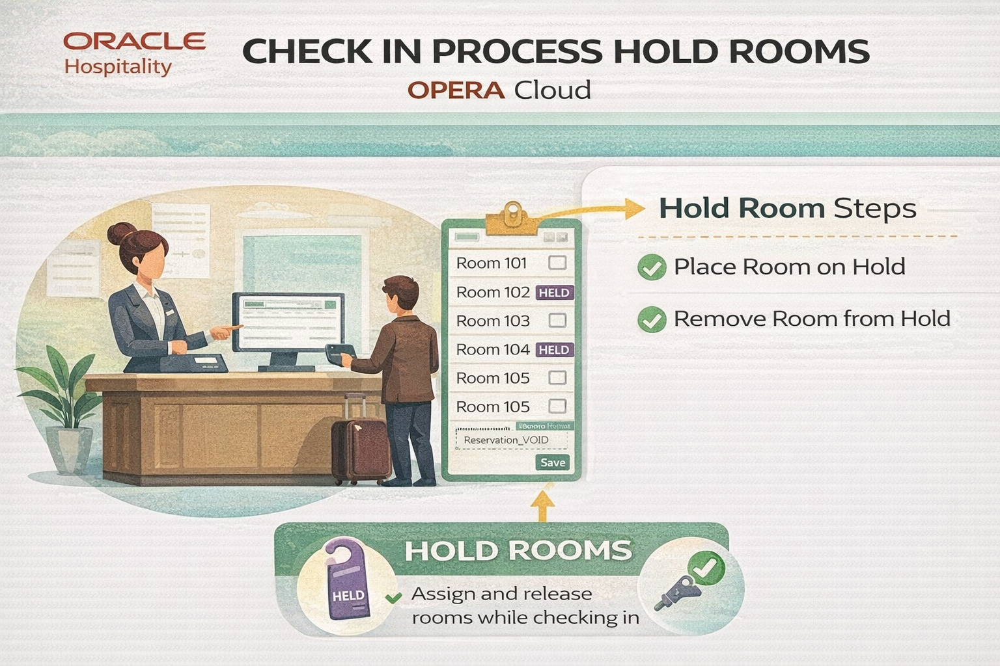 ORACLE
Hospitality
CHECK IN PROCESS HOLD ROOMS
OPERA Cloud
Room 101
Room 102 HELD
Room 103
Room 104 HELD
Room 105
Room 105
Reservation_VOID
Save
Hold Room Steps
Place Room on Hold
Remove Room from Hold
HOLD ROOMS
HELD
Assign and release
rooms while checking in